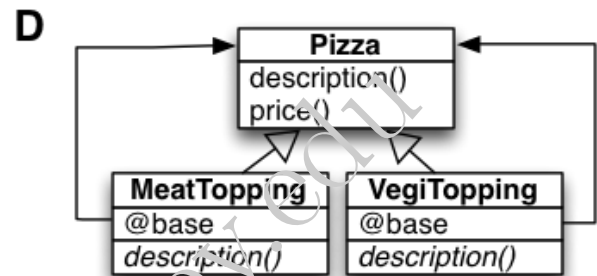 D
Pizza
description()
price()
MeatTopping
@base
description()
VegiTopping
@base
description()